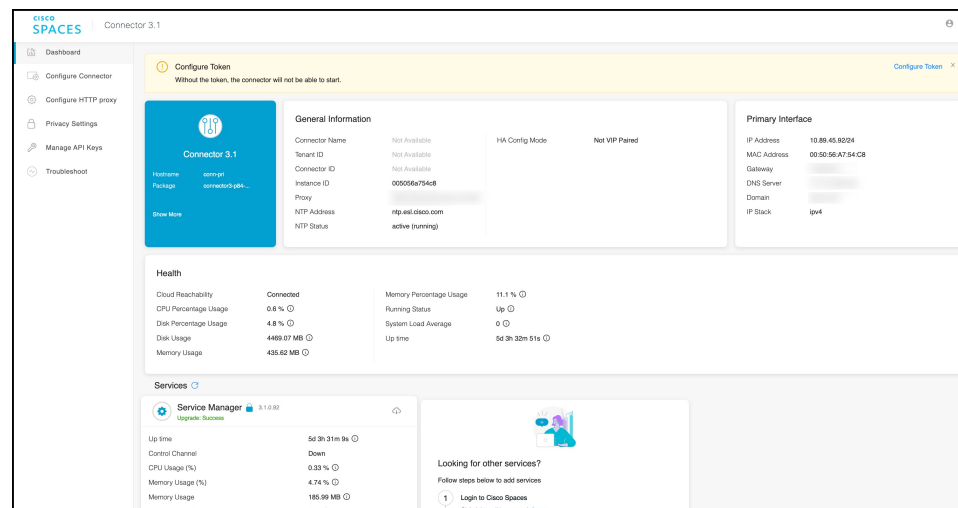 CISCO
SPACES
Connector 3.1
Dashboard
Configure Connector
Configure HTTP proxy
Privacy Settings
Manage API Keys
Troubleshoot
Configure Token
Without the token, the connector will not be able to start.
Configure Token ×
Connector 3.1
Hostname conn-pri
Package connector3-p84-...
Show More
General Information
Connector Name Not Available
Tenant ID Not Available
Connector ID Not Available
Instance ID 005056a754c8
Proxy
NTP Address ntp.esl.cisco.com
NTP Status active (running)
HA Config Mode Not VIP Paired
Primary Interface
IP Address 10.89.45.92/24
MAC Address 00:50:56:A7:54:C8
Gateway
DNS Server
Domain
IP Stack ipv4
Health
Cloud Reachability Connected
CPU Percentage Usage 0.6 %
Disk Percentage Usage 4.8 %
Disk Usage 4469.07 MB
Memory Usage 435.62 MB
Memory Percentage Usage 11.1 %
Running Status Up
System Load Average 0
Up time 5d 3h 32m 51s
Services
Service Manager 3.1.0.92
Upgrade: Success
Up time 5d 3h 31m 9s
Control Channel Down
CPU Usage (%) 0.33 %
Memory Usage (%) 4.74 %
Memory Usage 185.99 MB
Looking for other services?
Follow steps below to add services
1 Login to Cisco Spaces